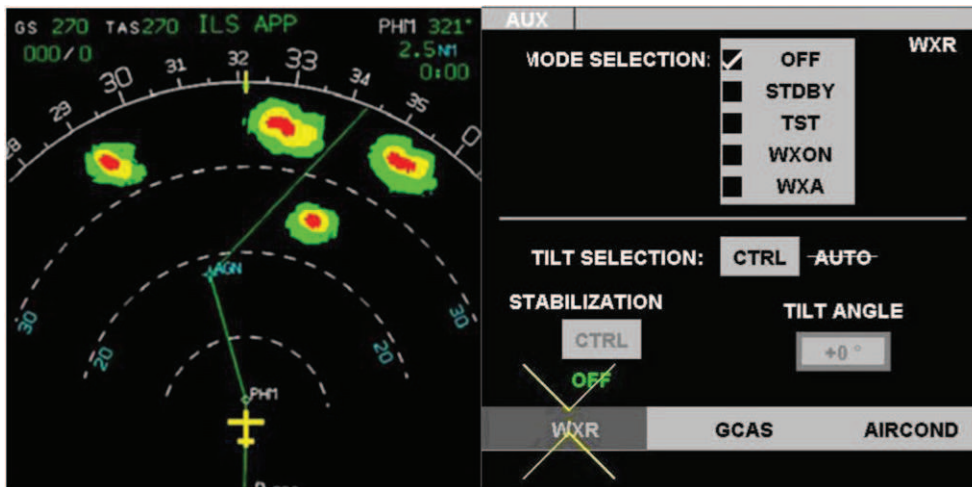 GS 270 TAS270 ILS APP PHM 321°
000/0 2.5NM
0:00
28 29 30 31 32 33 34 35 0
AGN
30 30
20 20
PHM
AUX
WXR
MODE SELECTION:
OFF
STDBY
TST
WXON
WXA
TILT SELECTION: CTRL AUTO
STABILIZATION
TILT ANGLE
CTRL
+0 °
OFF
WXR GCAS AIRCOND